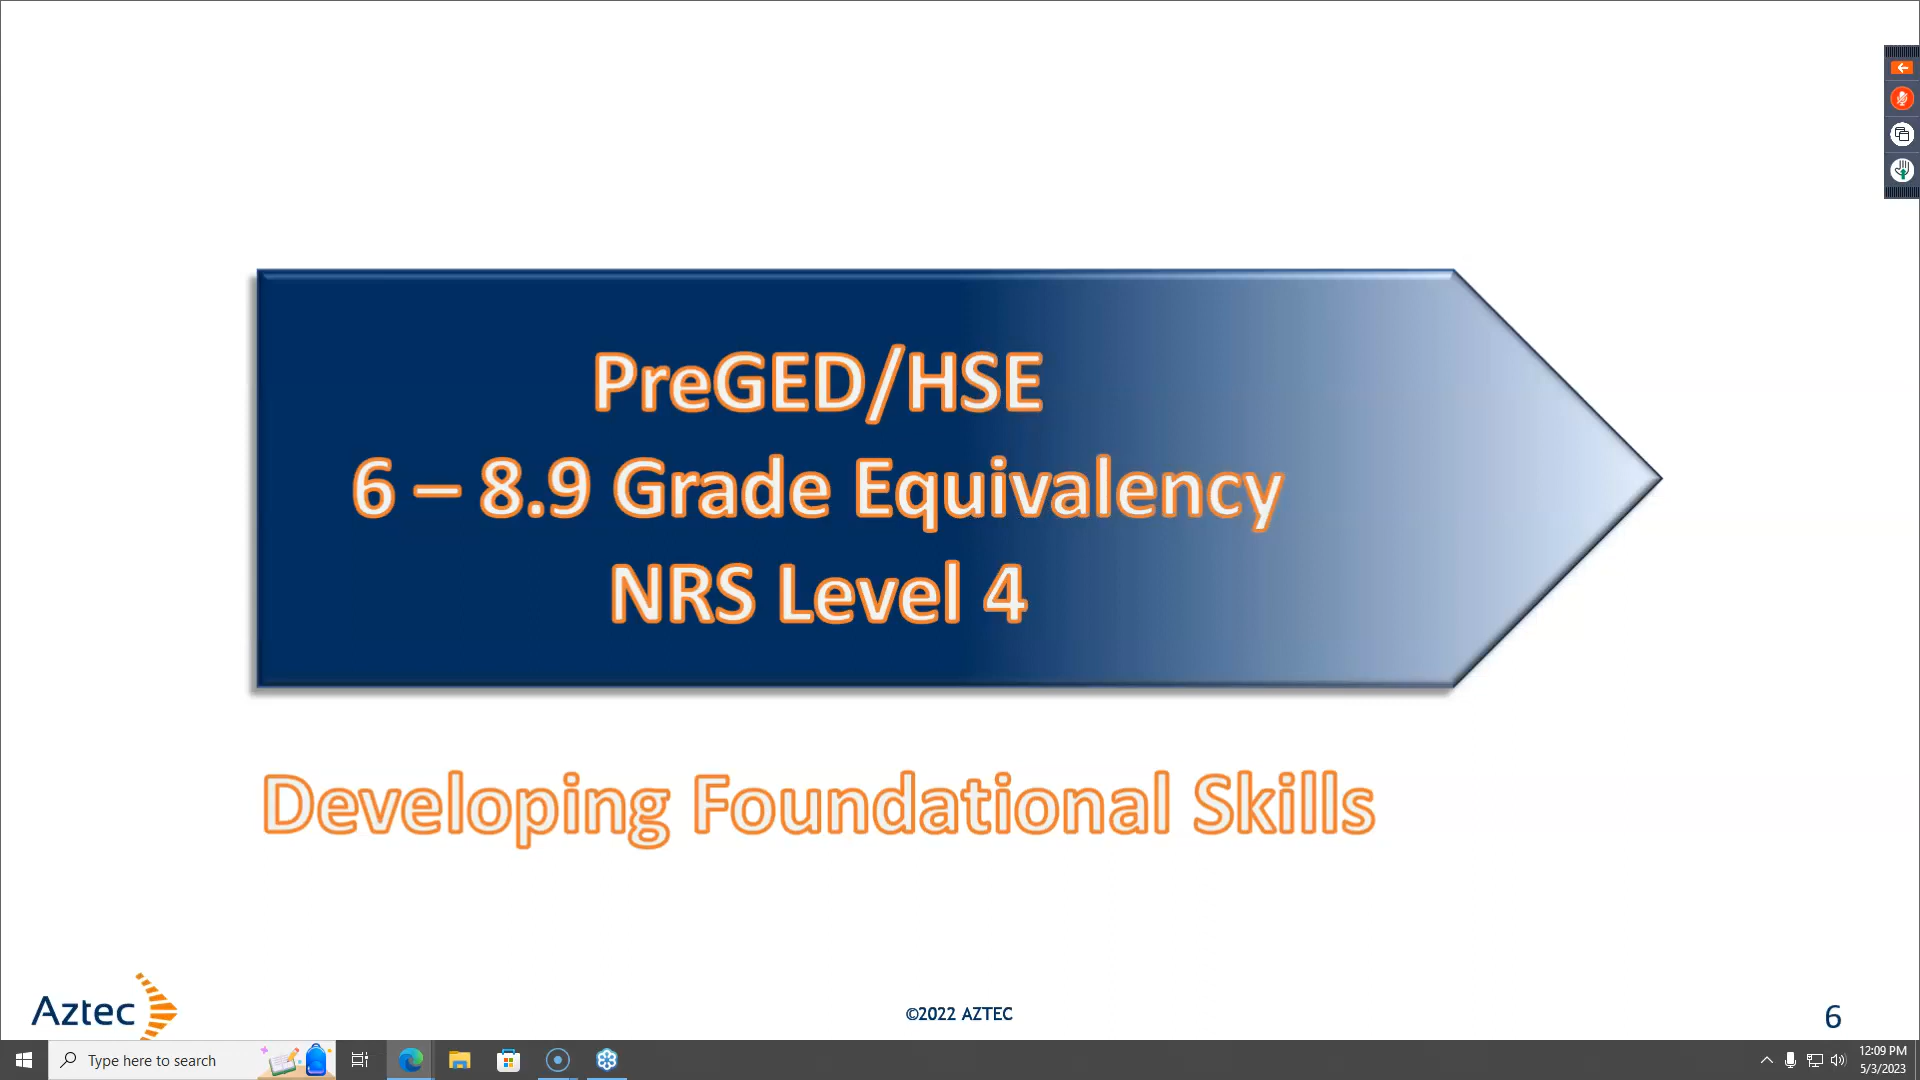 PreGED/HSE
6 – 8.9 Grade Equivalency
NRS Level 4
Developing Foundational Skills
Aztec
©2022 AZTEC
6
Type here to search
12:09 PM
5/3/2023